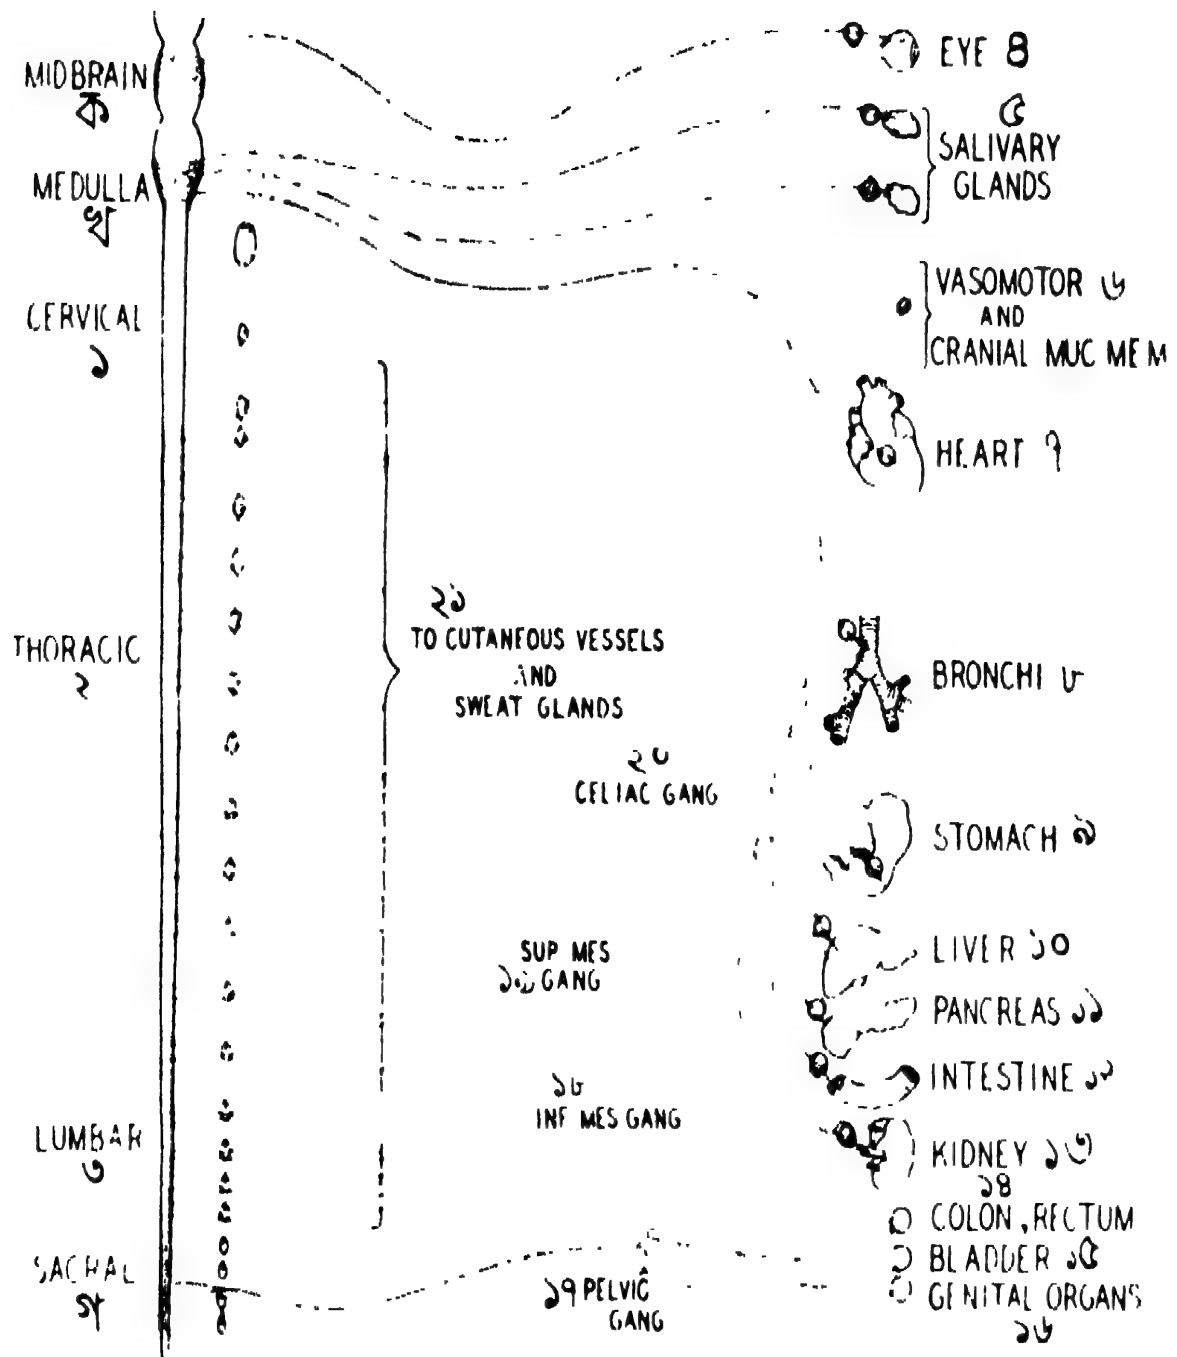 MIDBRAIN
ক
MEDULLA
খ
CERVICAL
১
THORACIC
২
LUMBAR
৩
SACRAL
২১
TO CUTANEOUS VESSELS
AND
SWEAT GLANDS
২০
CELIAC GANG
SUP MES
১৯ GANG
১৮
INF MES GANG
১৭ PELVIC
GANG
EYE ৪
৫
SALIVARY
GLANDS
VASOMOTOR ৬
AND
CRANIAL MUC MEM
HEART ৭
BRONCHI ৮
STOMACH ৯
LIVER ১০
PANCREAS ১১
INTESTINE ১২
KIDNEY ১৩
১৪
COLON, RECTUM
BLADDER ১৫
GENITAL ORGANS
১৬